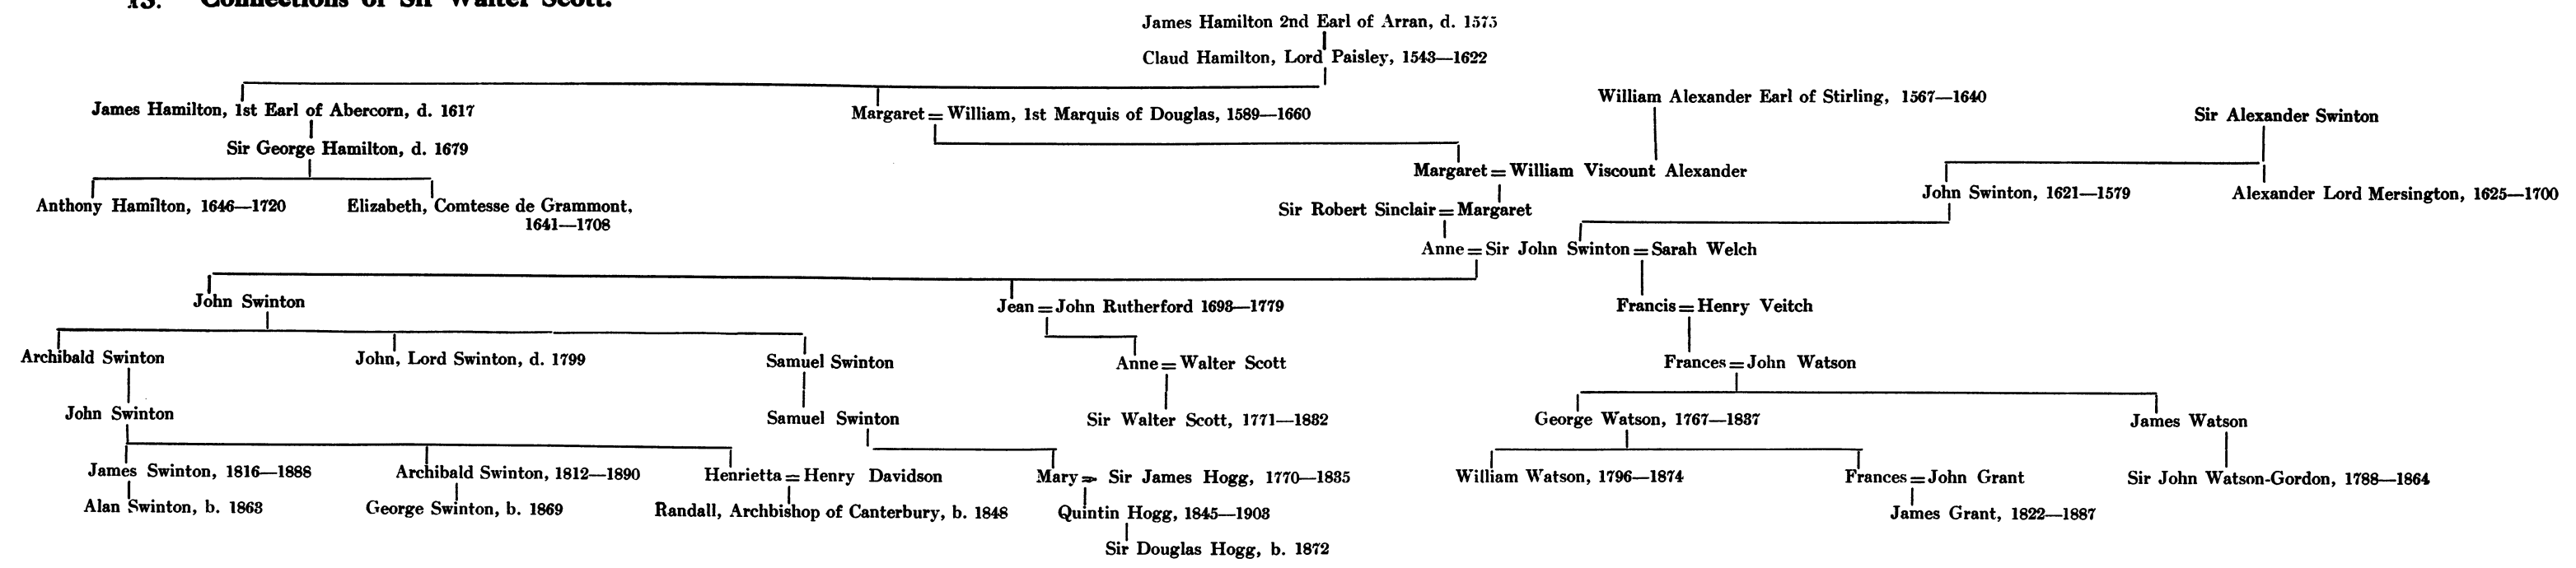 13. Connections of Sir Walter Scott.
James Hamilton 2nd Earl of Arran, d. 1575
Claud Hamilton, Lord Paisley, 1543—1622
James Hamilton, 1st Earl of Abercorn, d. 1617
Margaret = William, 1st Marquis of Douglas, 1589—1660
William Alexander Earl of Stirling, 1567—1640
Sir Alexander Swinton
Sir George Hamilton, d. 1679
Margaret = William Viscount Alexander
Anthony Hamilton, 1646—1720
Elizabeth, Comtesse de Grammont,
1641—1708
Sir Robert Sinclair = Margaret
John Swinton, 1621—1579
Alexander Lord Mersington, 1625—1700
Anne = Sir John Swinton = Sarah Welch
John Swinton
Jean = John Rutherford 1698—1779
Francis = Henry Veitch
Archibald Swinton
John, Lord Swinton, d. 1799
Samuel Swinton
Anne = Walter Scott
Frances = John Watson
John Swinton
Samuel Swinton
Sir Walter Scott, 1771—1832
George Watson, 1767—1837
James Watson
James Swinton, 1816—1888
Archibald Swinton, 1812—1890
Henrietta = Henry Davidson
Mary = Sir James Hogg, 1770—1835
William Watson, 1796—1874
Frances = John Grant
Sir John Watson-Gordon, 1788—1864
Alan Swinton, b. 1863
George Swinton, b. 1869
Randall, Archbishop of Canterbury, b. 1848
Quintin Hogg, 1845—1903
James Grant, 1822—1887
Sir Douglas Hogg, b. 1872